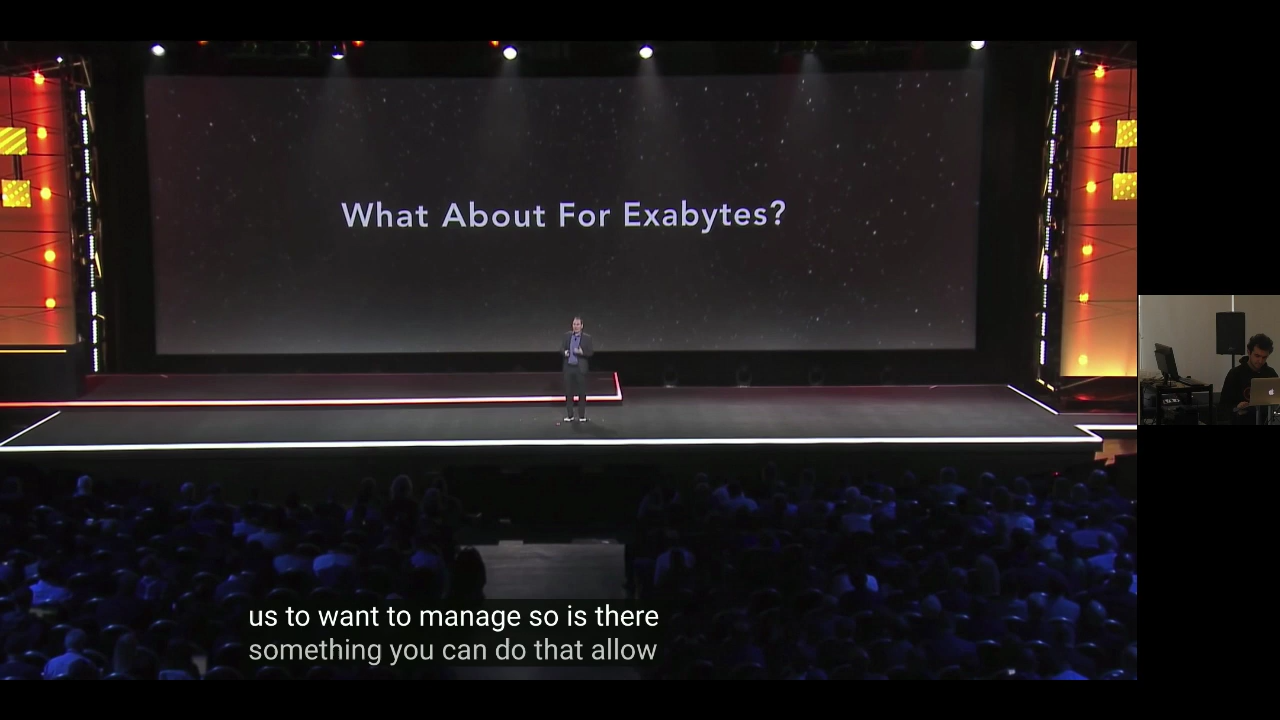 What About For Exabytes?
us to want to manage so is there
something you can do that allow